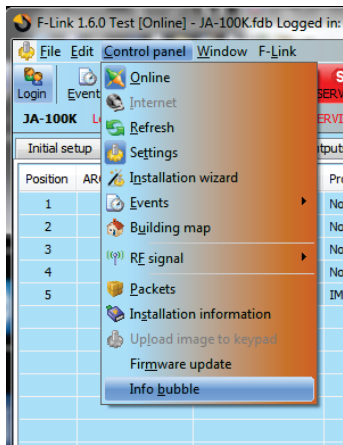 F-Link 1.6.0 Test [Online] - JA-100K.fdb Logged in:
File Edit Control panel Window F-Link
Login Event
JA-100K
Initial setup
Position
Online
Internet
Refresh
Settings
Installation wizard
Events
Building map
RF signal
Packets
Installation information
Upload image to keypad
Firmware update
Info bubble
1 No
2 No
3 No
4 No
5 IM